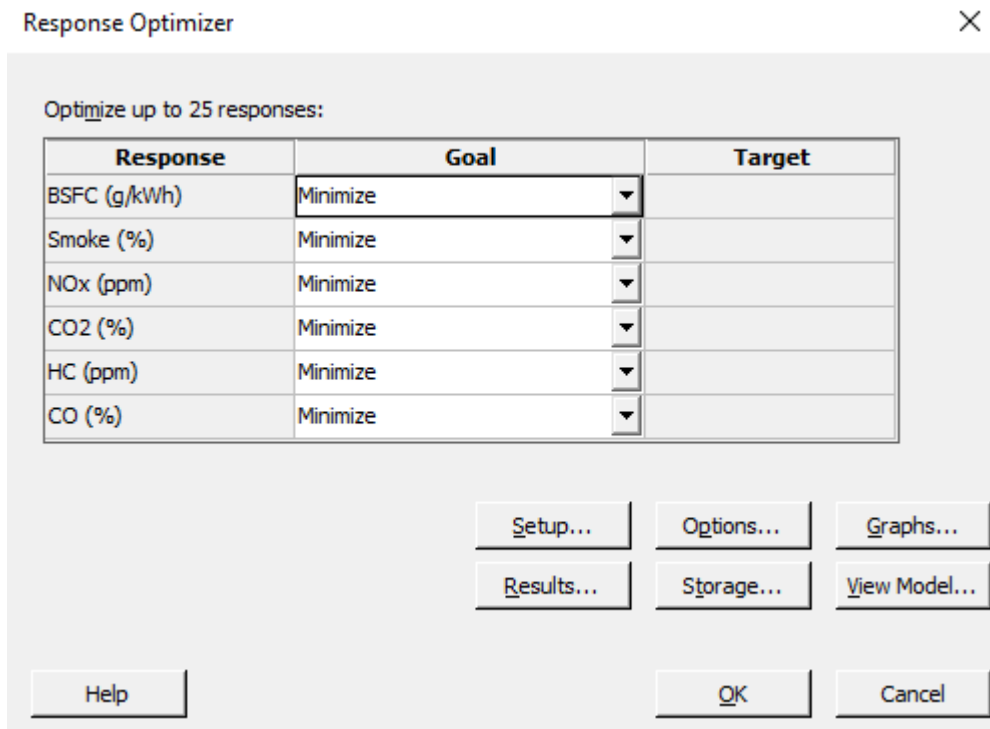 Response Optimizer
Optimize up to 25 responses:
Response Goal Target
BSFC (g/kWh) Minimize
Smoke (%) Minimize
NOx (ppm) Minimize
CO2 (%) Minimize
HC (ppm) Minimize
CO (%) Minimize
Setup... Options... Graphs...
Results... Storage... View Model...
Help OK Cancel